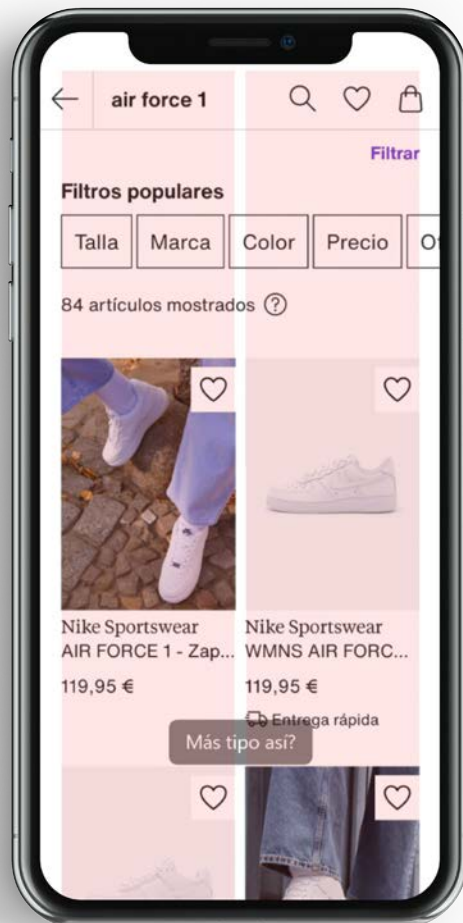 air force 1
Filtrar
Filtros populares
Talla Marca Color Precio Of
84 artículos mostrados ?
Nike Sportswear
AIR FORCE 1 - Zap...
119,95 €
Nike Sportswear
WMNS AIR FORC...
119,95 €
Entrega rápida
Más tipo así?